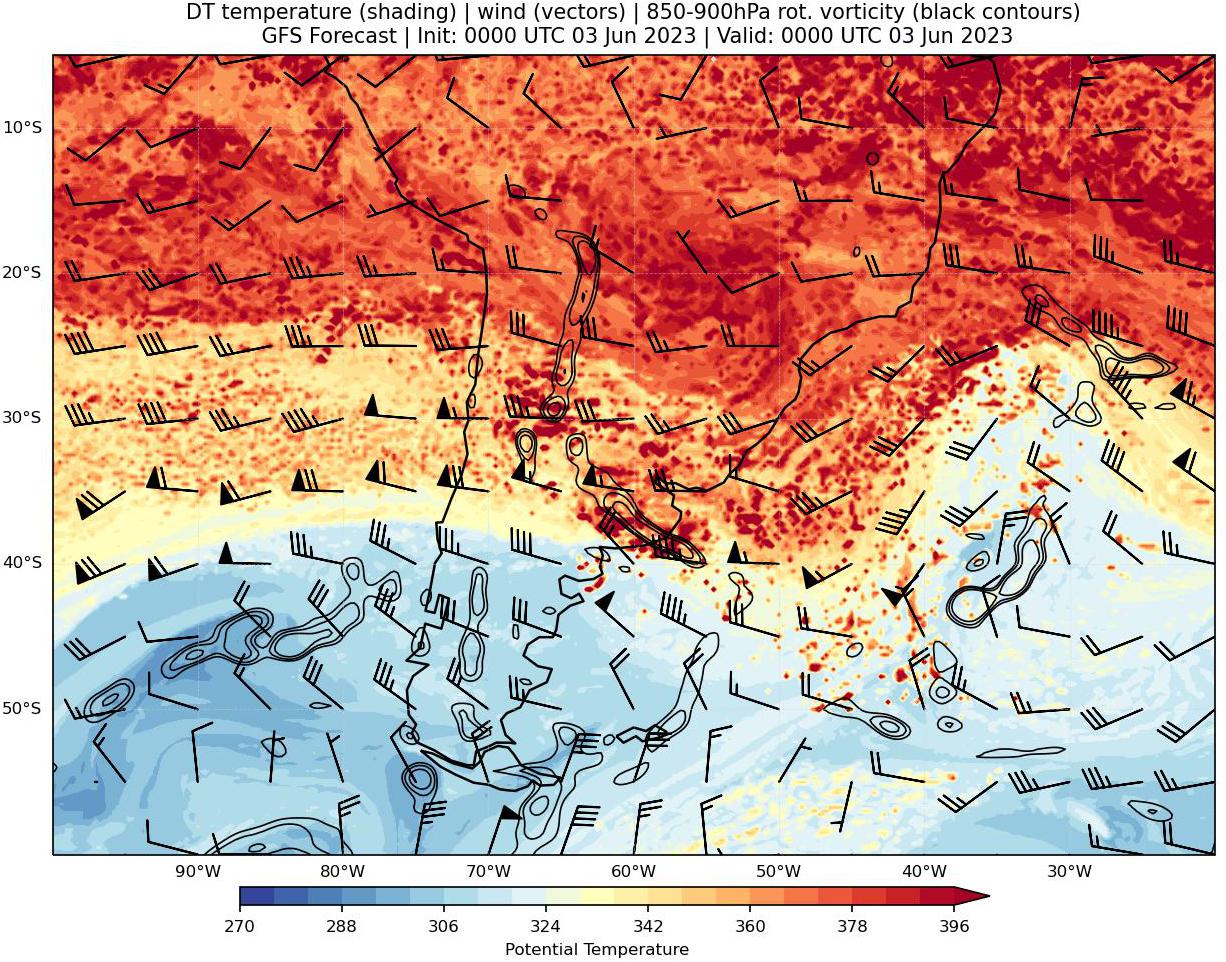 DT temperature (shading) | wind (vectors) | 850-900hPa rot. vorticity (black contours)
GFS Forecast | Init: 0000 UTC 03 Jun 2023 | Valid: 0000 UTC 03 Jun 2023
10°S
20°S
30°S
40°S
50°S
90°W 80°W 70°W 60°W 50°W 40°W 30°W
270 288 306 324 342 360 378 396
Potential Temperature